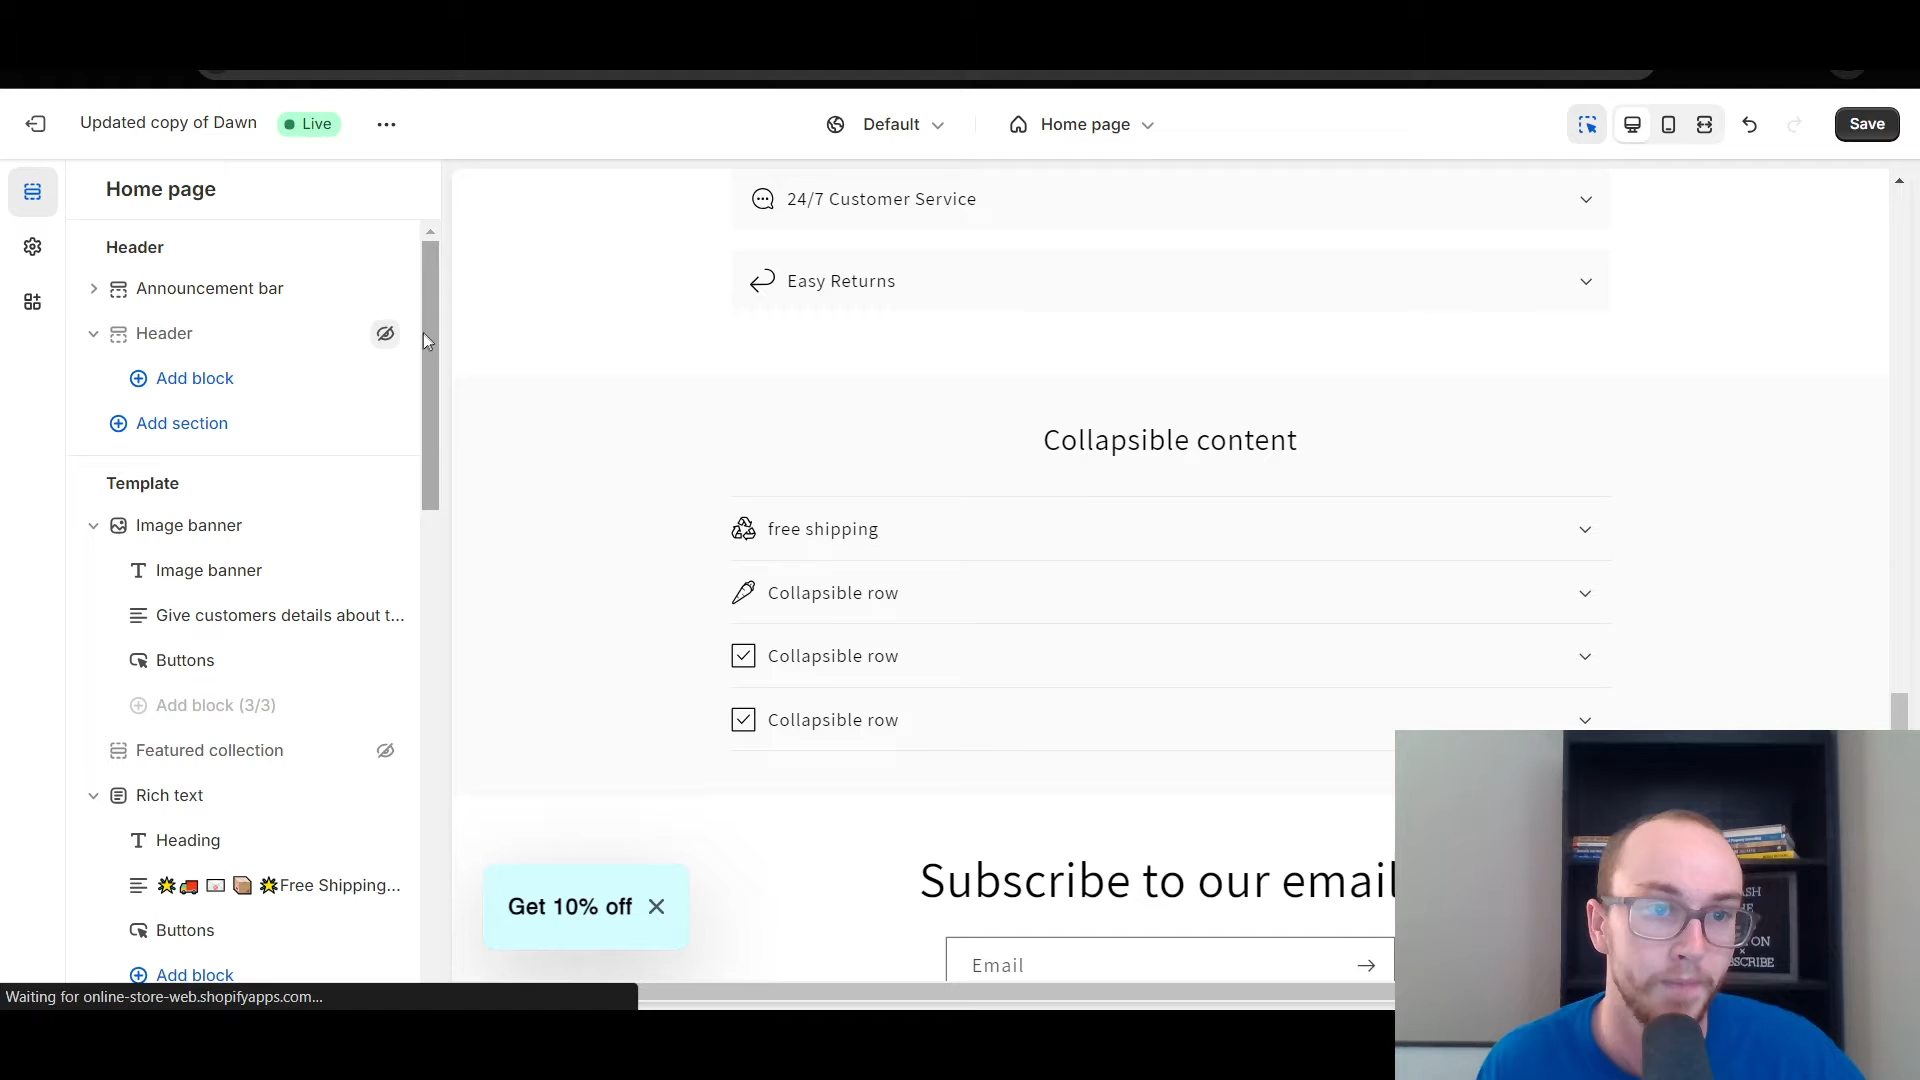 Updated copy of Dawn
Live
Default
Home page
Save
Home page
Header
Announcement bar
Header
Add block
Add section
Template
Image banner
Image banner
Give customers details about t...
Buttons
Add block (3/3)
Featured collection
Rich text
Heading
🌟🚚 🖃 📦 🌟Free Shipping...
Buttons
Add block
Waiting for online-store-web.shopifyapps.com...
24/7 Customer Service
Easy Returns
Collapsible content
free shipping
Collapsible row
Collapsible row
Collapsible row
Get 10% off
Subscribe to our email
Email